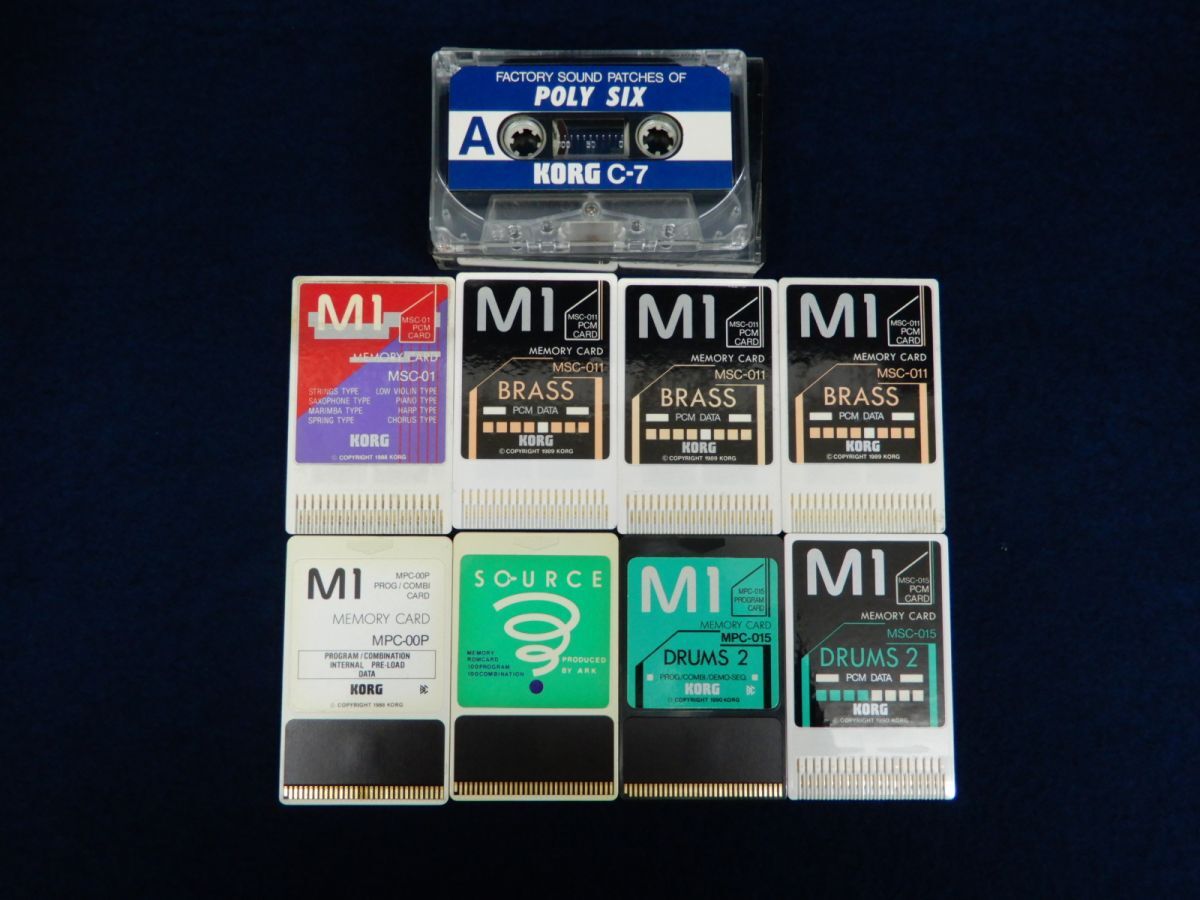 FACTORY SOUND PATCHES OF
POLY SIX
A
100 50 0
KORG C-7
M1
MSC-01
PCM
CARD
MEMORY CARD
MSC-01
STRINGS TYPE LOW VIOLIN TYPE
SAXOPHONE TYPE PIANO TYPE
MARIMBA TYPE HARP TYPE
SPRING TYPE CHORUS TYPE
KORG
© COPYRIGHT 1988 KORG
M1
MSC-011
PCM
CARD
MEMORY CARD
MSC-011
BRASS
PCM DATA
KORG
© COPYRIGHT 1989 KORG
M1
MSC-011
PCM
CARD
MEMORY CARD
MSC-011
BRASS
PCM DATA
KORG
© COPYRIGHT 1989 KORG
M1
MSC-011
PCM
CARD
MEMORY CARD
MSC-011
BRASS
PCM DATA
KORG
© COPYRIGHT 1989 KORG
M1
MPC-00P
PROG/COMBI
CARD
MEMORY CARD
MPC-00P
PROGRAM/COMBINATION
INTERNAL PRE-LOAD
DATA
KORG
© COPYRIGHT 1988 KORG
SOURCE
MEMORY
ROMCARD
100PROGRAM
100COMBINATION
PRODUCED
BY ARK
M1
MPC-015
PROGRAM
CARD
MEMORY CARD
MPC-015
DRUMS 2
PROG./COMBI/DEMO-SEQ.
KORG
© COPYRIGHT 1990 KORG
M1
MSC-015
PCM
CARD
MEMORY CARD
MSC-015
DRUMS 2
PCM DATA
KORG
© COPYRIGHT 1990 KORG